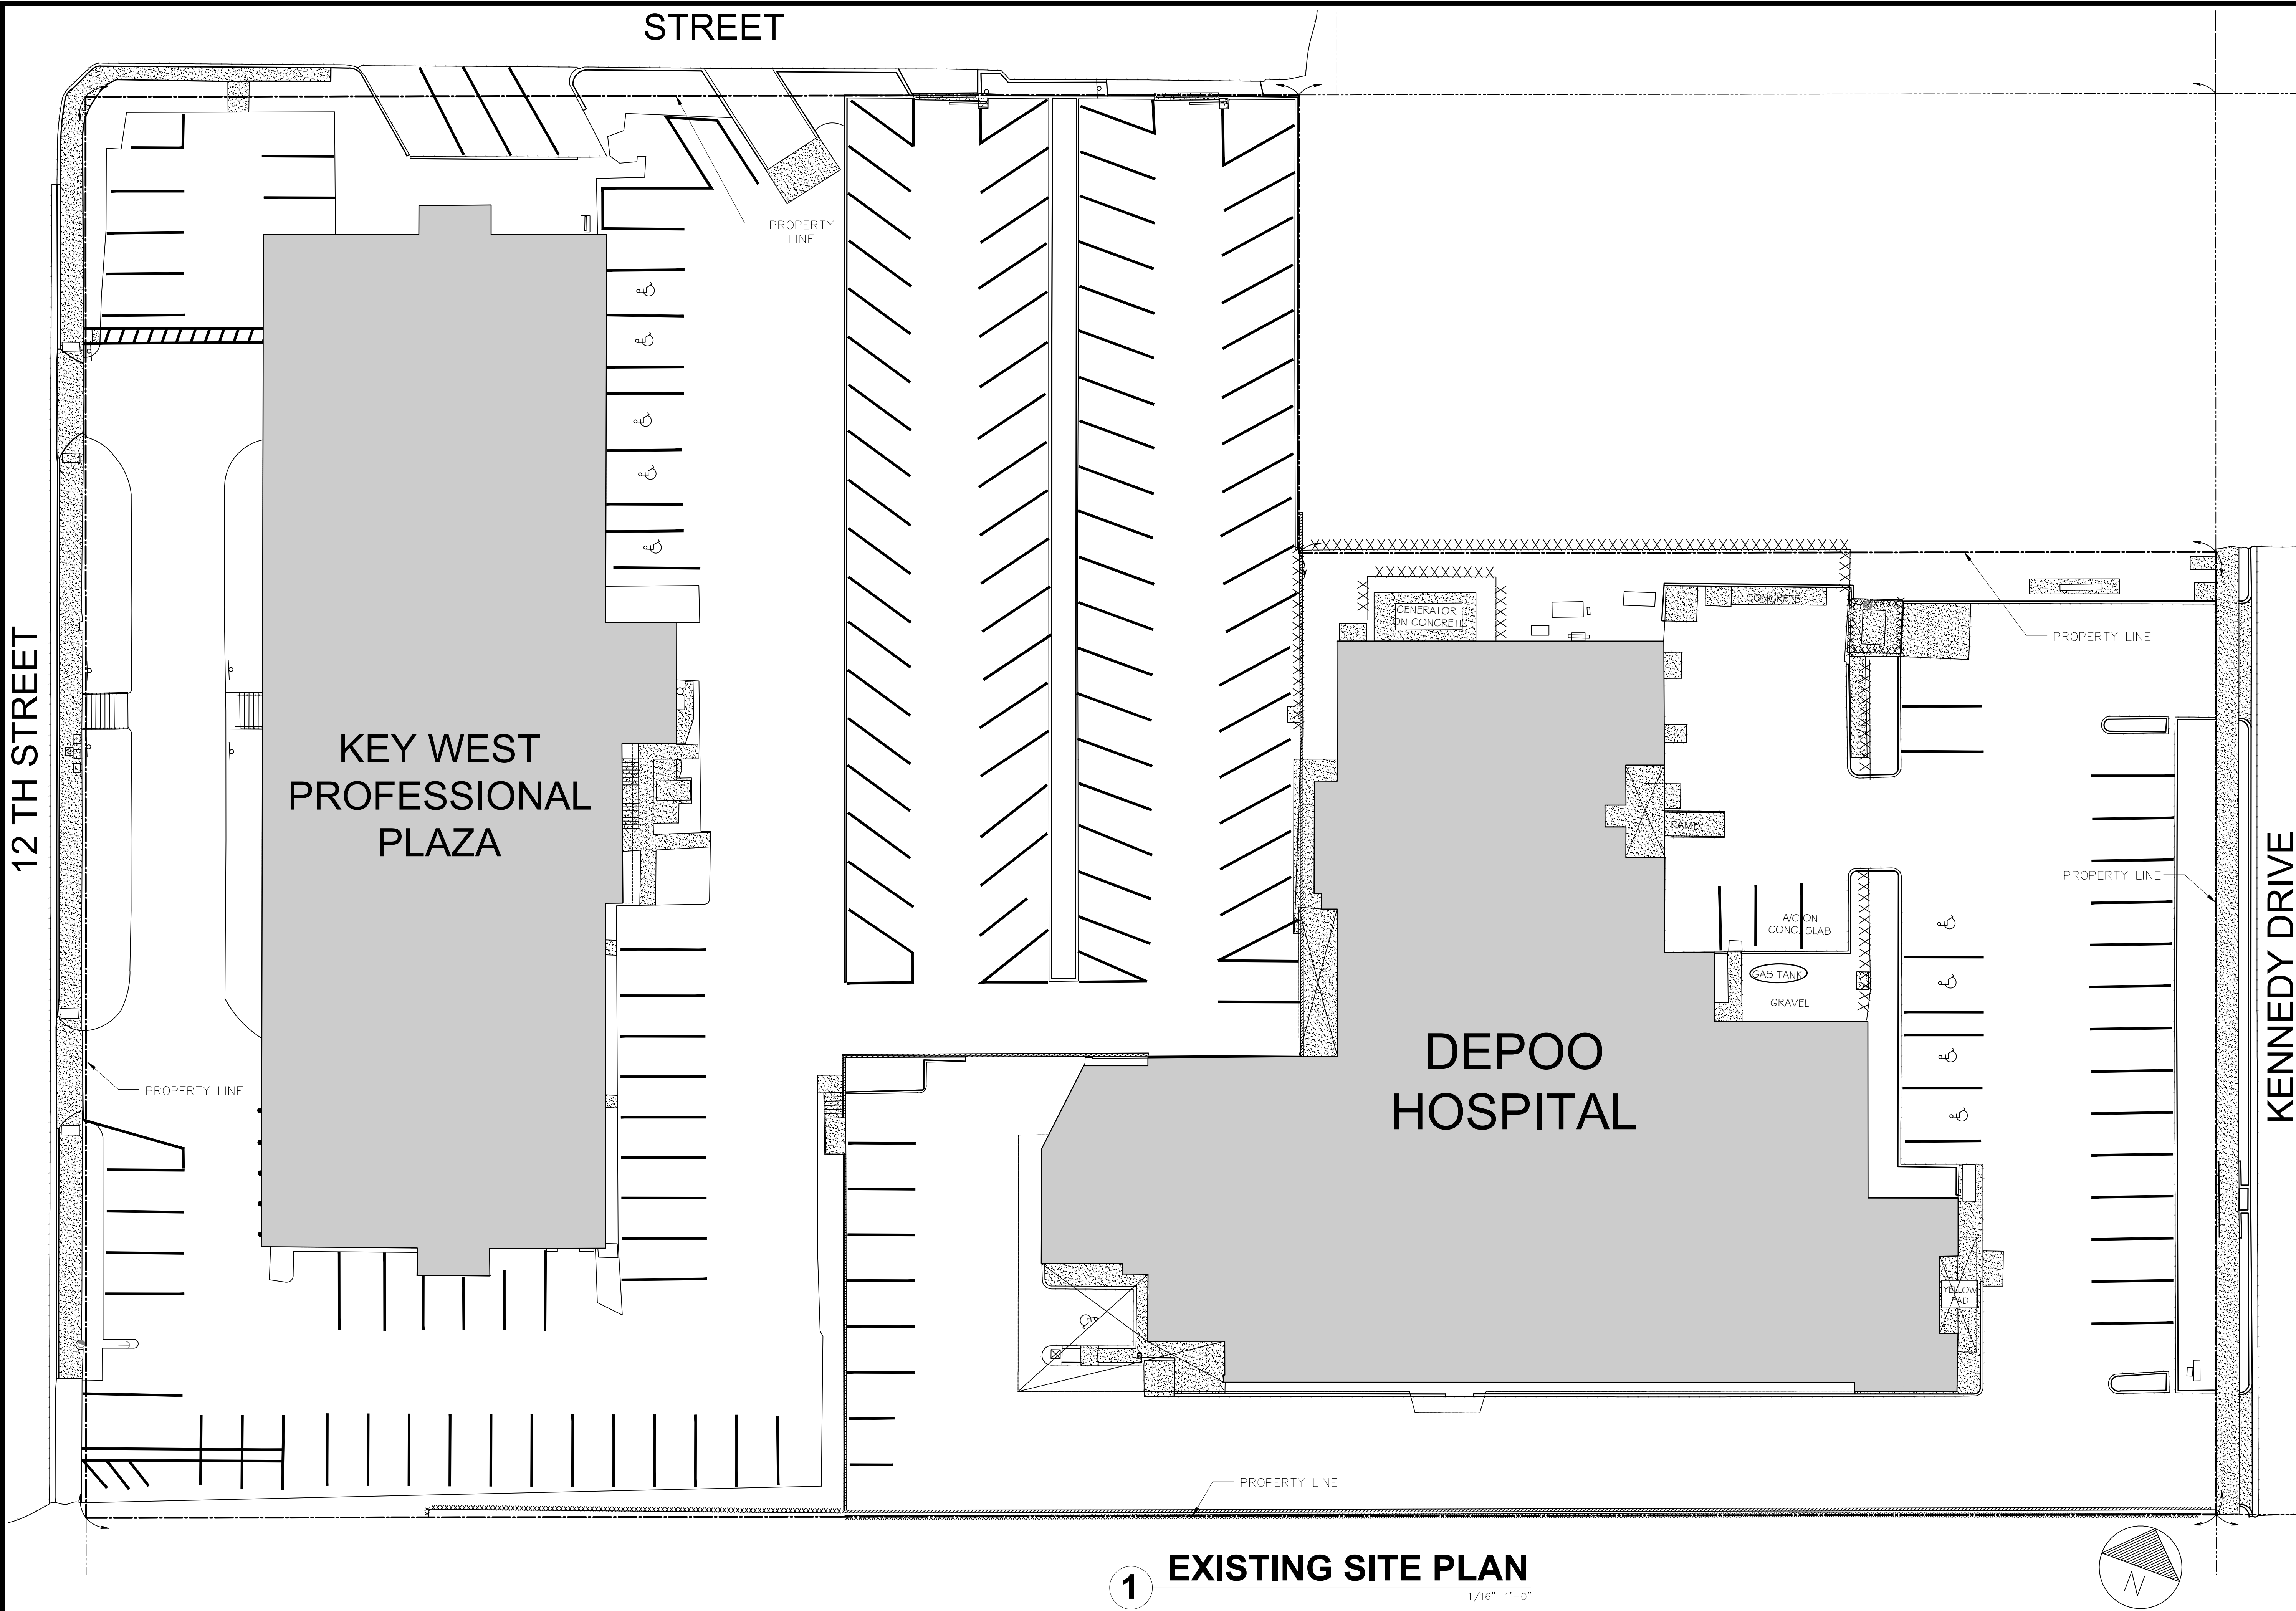 STREET
PROPERTY
LINE
12 TH STREET
GENERATOR
ON CONCRETE
CONCRETE
PROPERTY LINE
KEY WEST
PROFESSIONAL
PLAZA
RAMP
PROPERTY LINE
KENNEDY DRIVE
A/C ON
CONC. SLAB
GAS TANK
GRAVEL
DEPOO
HOSPITAL
PROPERTY LINE
YELLOW
PAD
PROPERTY LINE
1
EXISTING SITE PLAN
1/16"=1'-0"
N